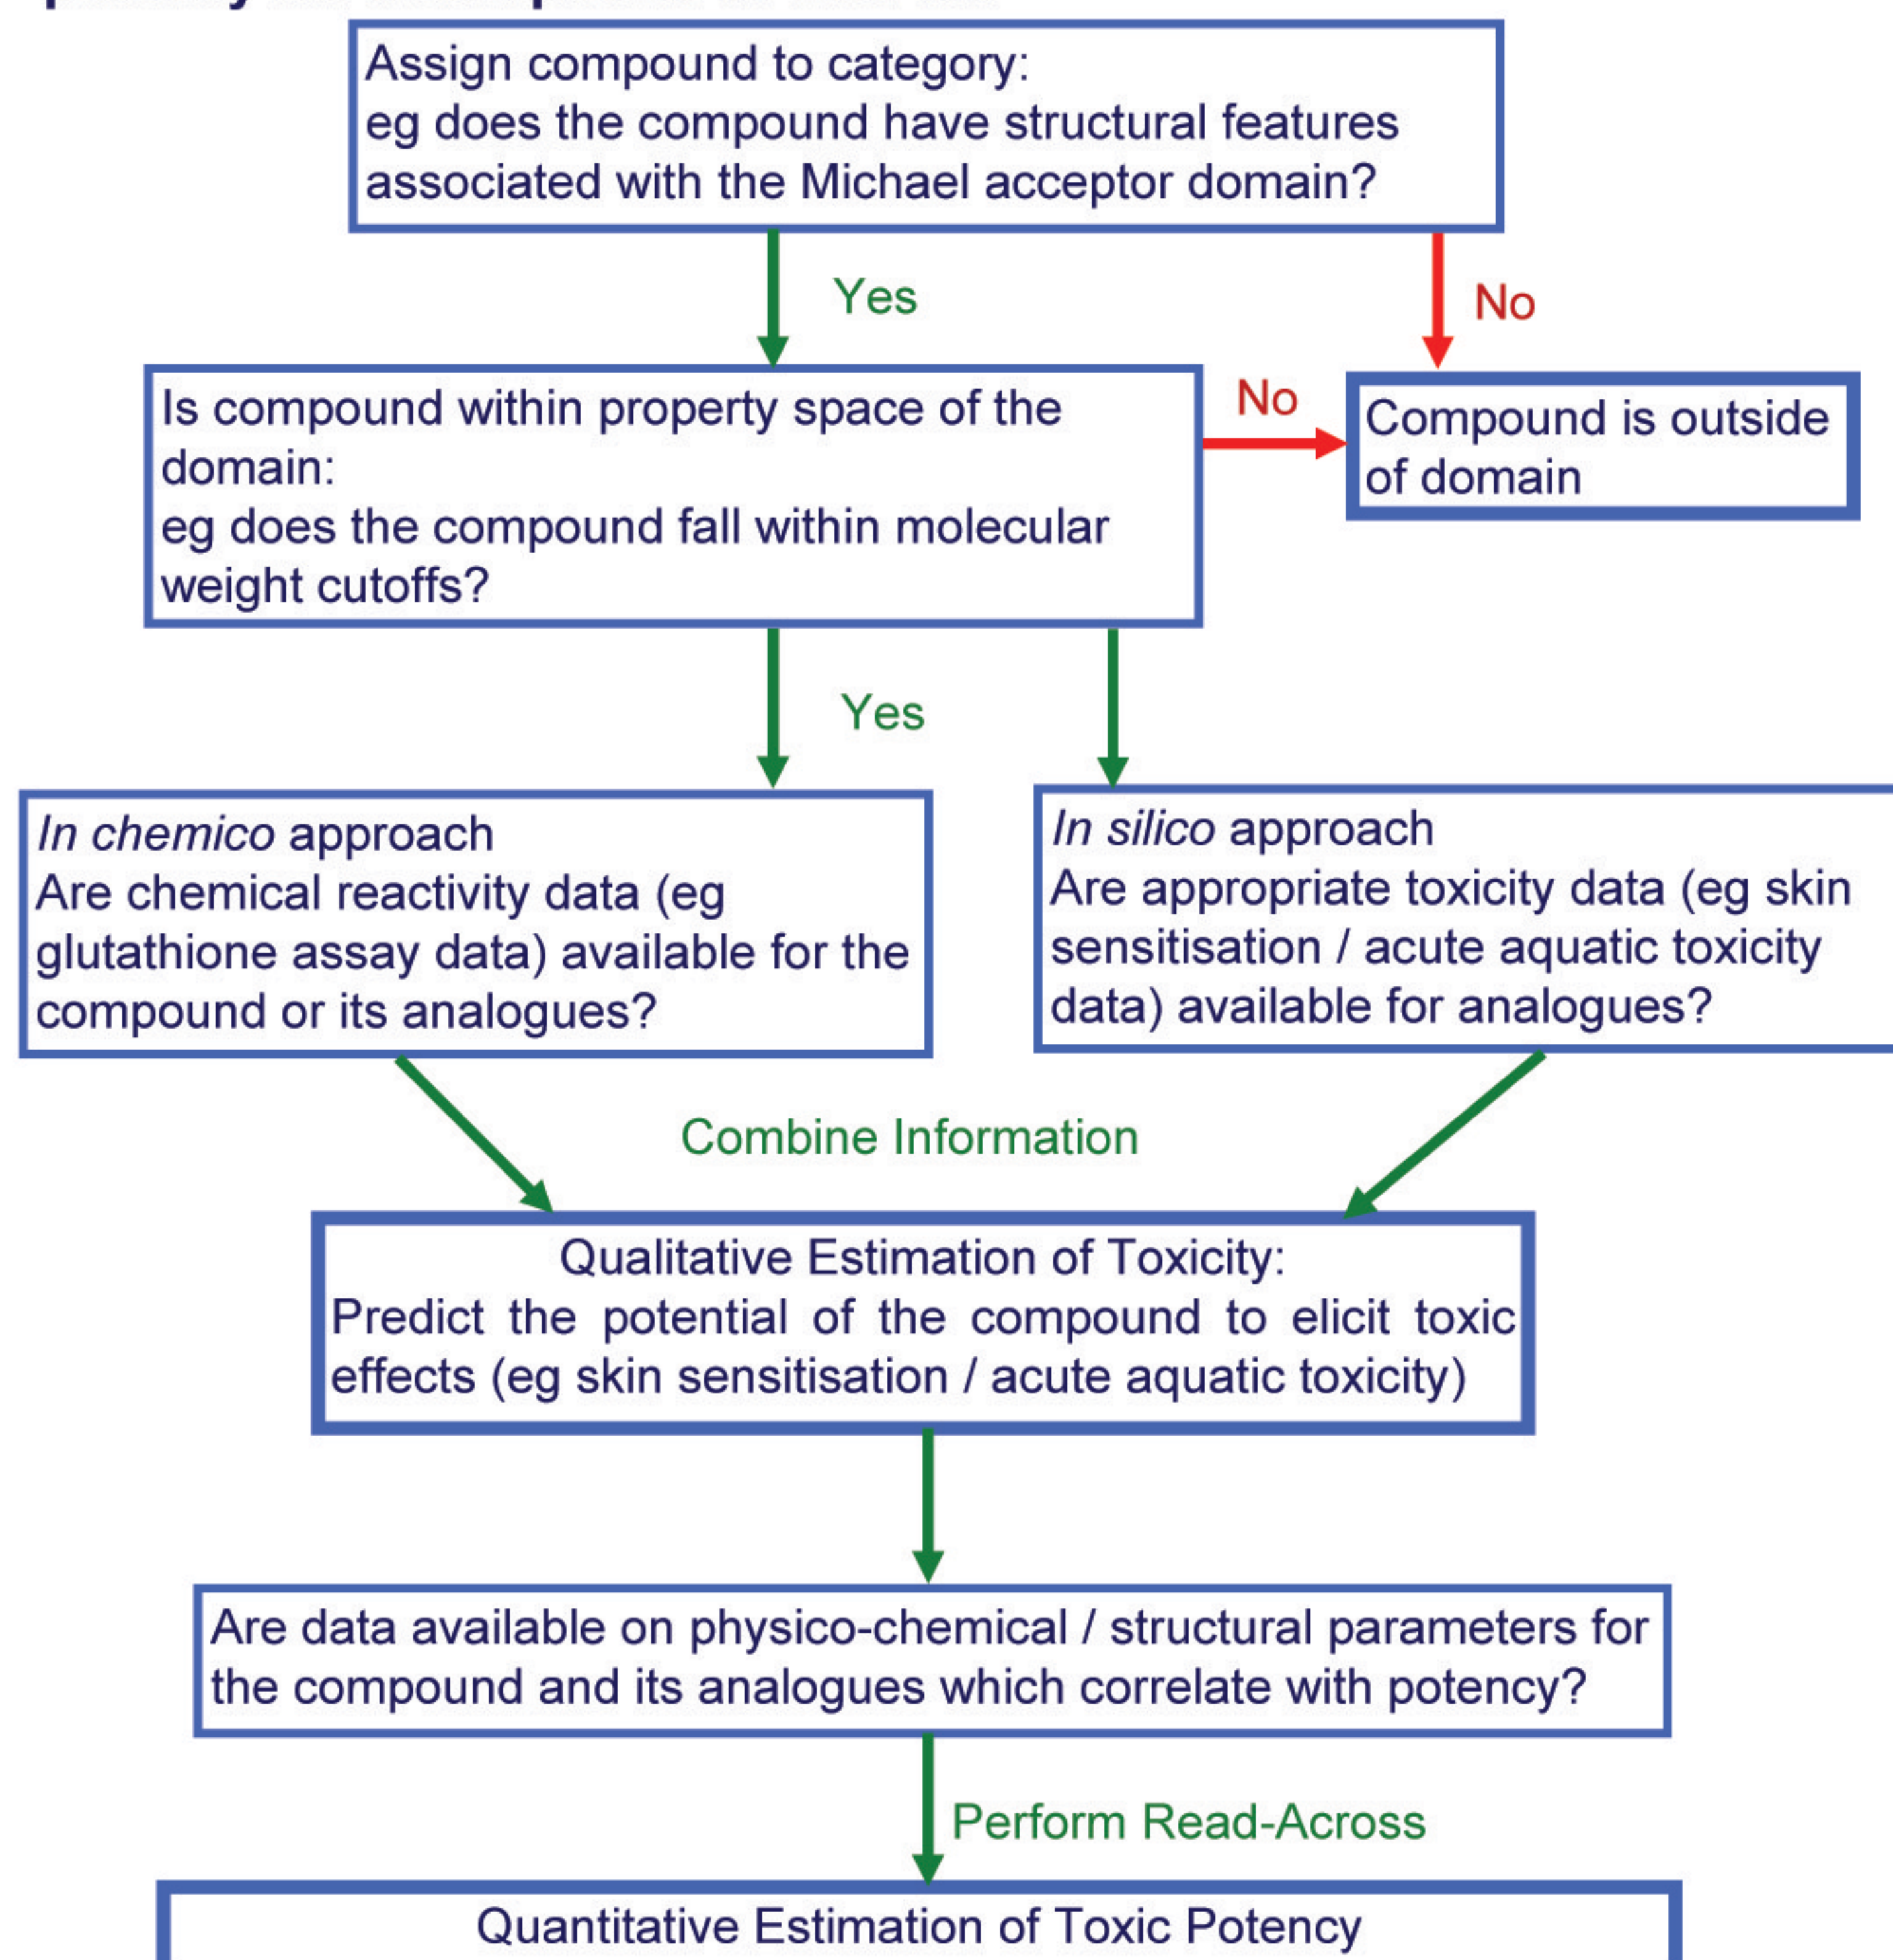 Assign compound to category:
eg does the compound have structural features
associated with the Michael acceptor domain?
Yes
No
Is compound within property space of the
domain:
eg does the compound fall within molecular
weight cutoffs?
No
Compound is outside
of domain
Yes
In chemico approach
Are chemical reactivity data (eg
glutathione assay data) available for the
compound or its analogues?
In silico approach
Are appropriate toxicity data (eg skin
sensitisation / acute aquatic toxicity
data) available for analogues?
Combine Information
Qualitative Estimation of Toxicity:
Predict the potential of the compound to elicit toxic
effects (eg skin sensitisation / acute aquatic toxicity)
Are data available on physico-chemical / structural parameters for
the compound and its analogues which correlate with potency?
Perform Read-Across
Quantitative Estimation of Toxic Potency